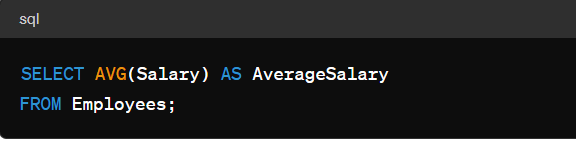 sql
SELECT AVG(Salary) AS AverageSalary
FROM Employees;